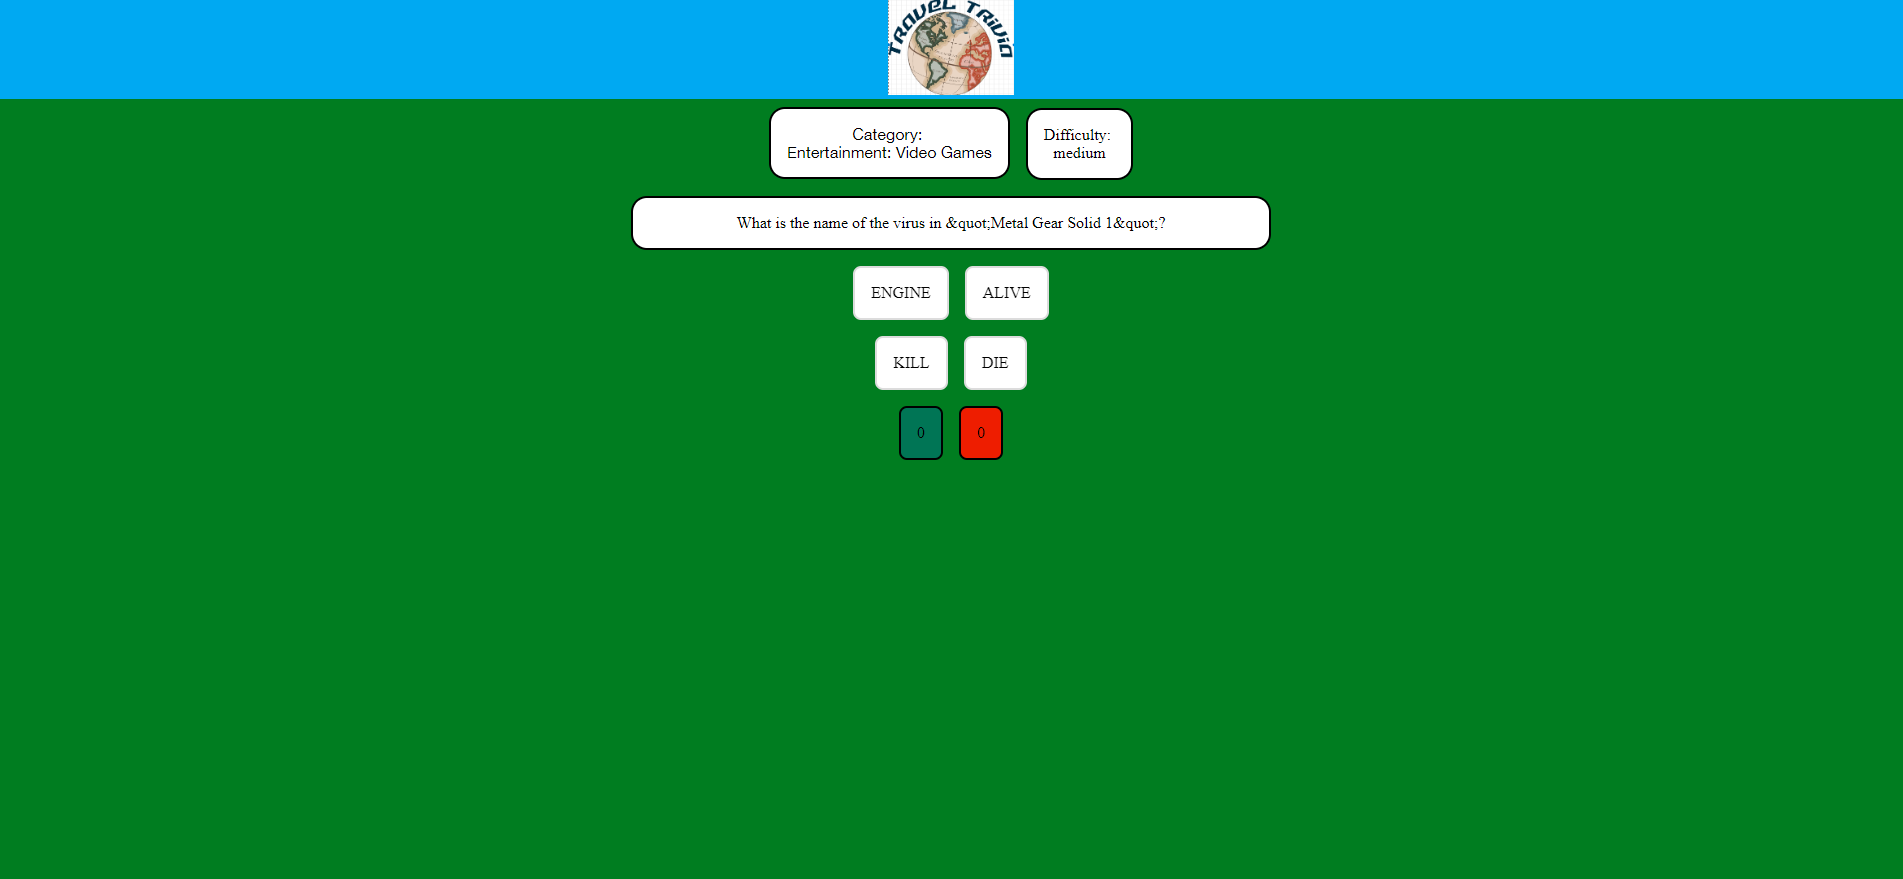 TRAVEL TRIVIA
Category:
Entertainment: Video Games
Difficulty:
medium
What is the name of the virus in &quot;Metal Gear Solid 1&quot;?
ENGINE
ALIVE
KILL
DIE
0
0